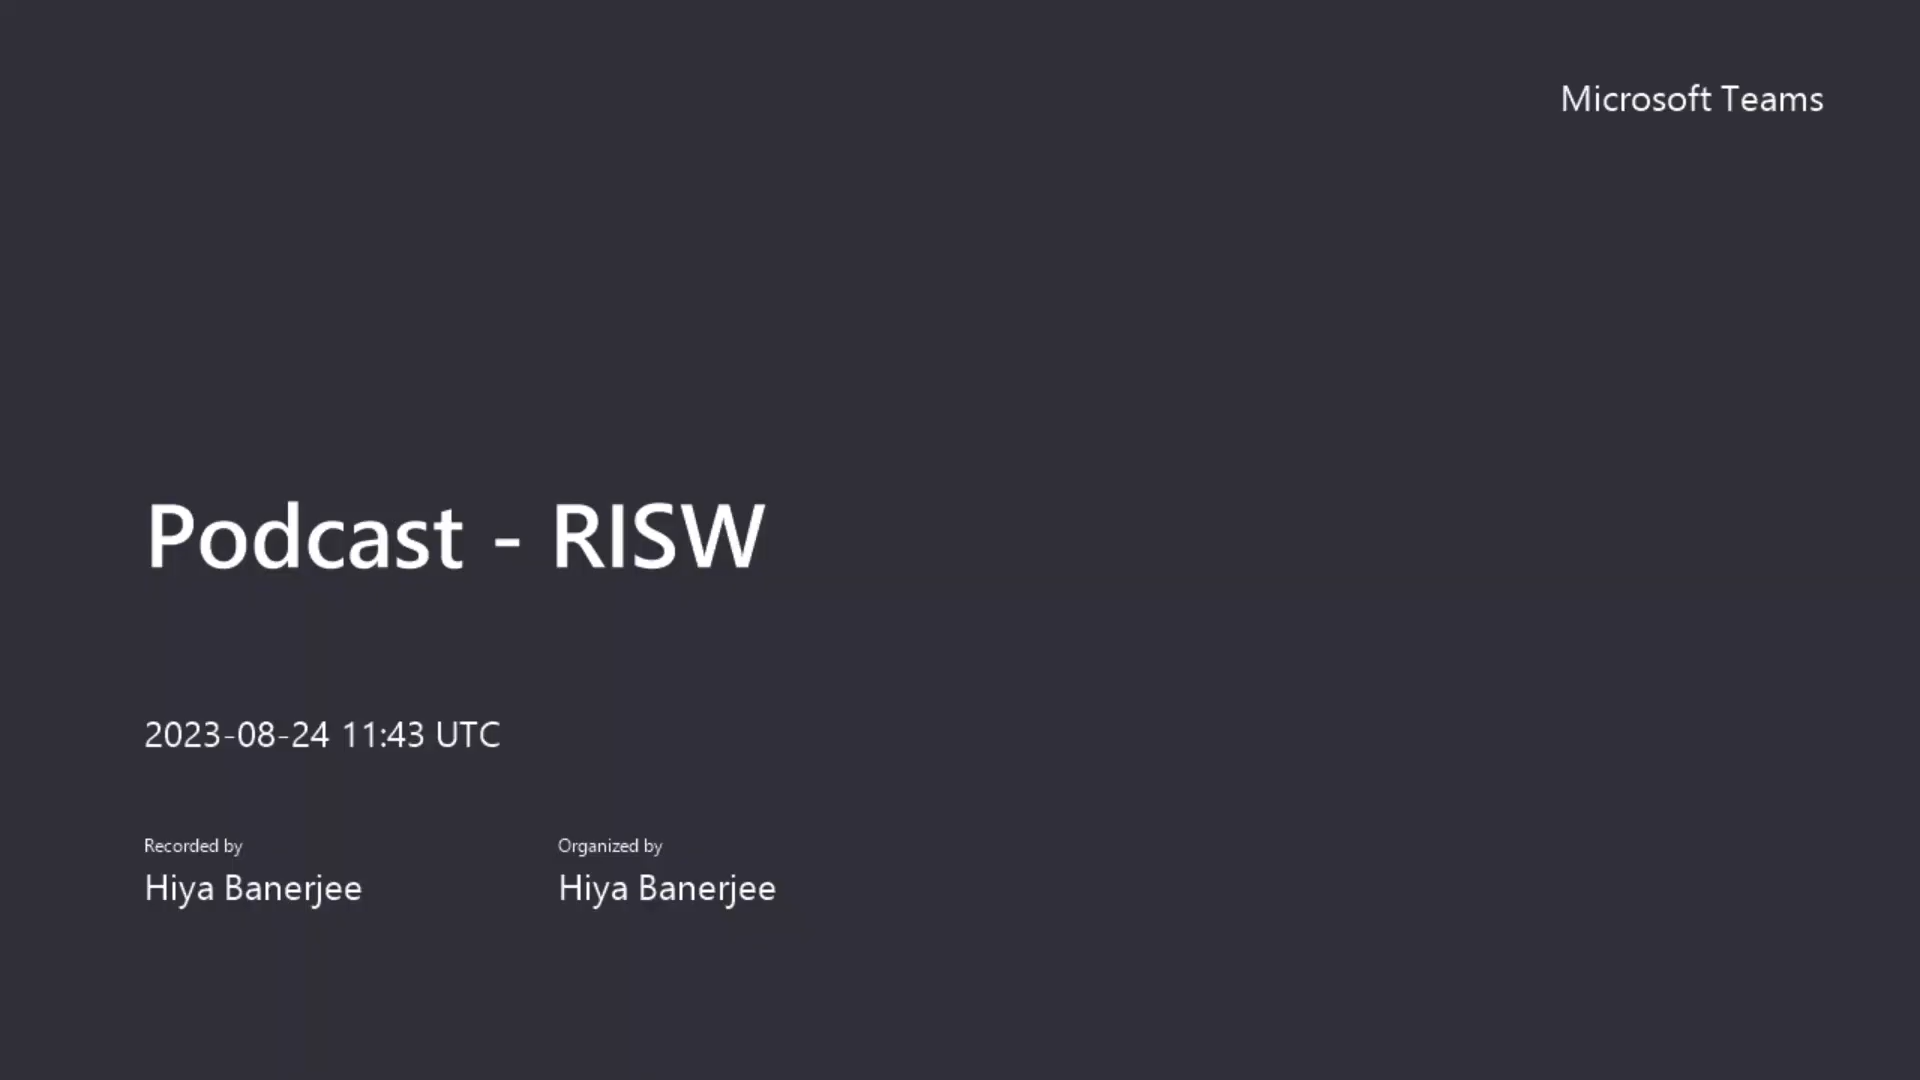 Microsoft Teams
Podcast - RISW
2023-08-24 11:43 UTC
Recorded by
Hiya Banerjee
Organized by
Hiya Banerjee